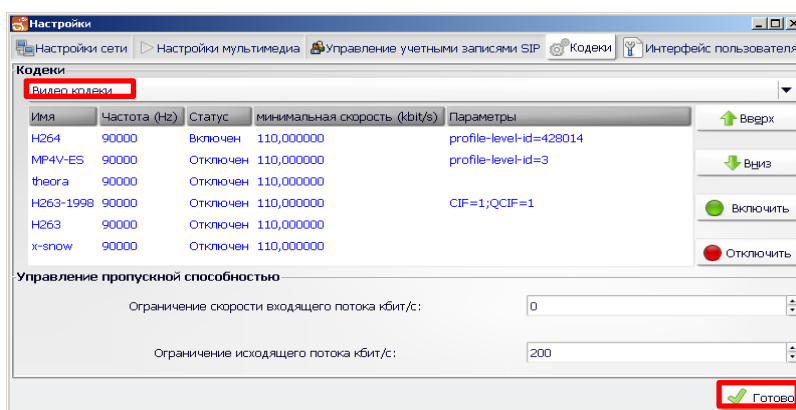 Настройки
Настройки сети Настройки мультимедиа Управление учетными записями SIP Кодеки Интерфейс пользователя
Кодеки
Видео кодеки
Имя Частота (Hz) Статус минимальная скорость (kbit/s) Параметры Вверх
H264 90000 Включен 110,000000 profile-level-id=428014
MP4V-ES 90000 Отключен 110,000000 profile-level-id=3 Вниз
theora 90000 Отключен 110,000000
H263-1998 90000 Отключен 110,000000 CIF=1;QCIF=1 Включить
H263 90000 Отключен 110,000000
x-snow 90000 Отключен 110,000000 Отключить
Управление пропускной способностью
Ограничение скорости входящего потока кбит/с: 0
Ограничение исходящего потока кбит/с: 200
Готово